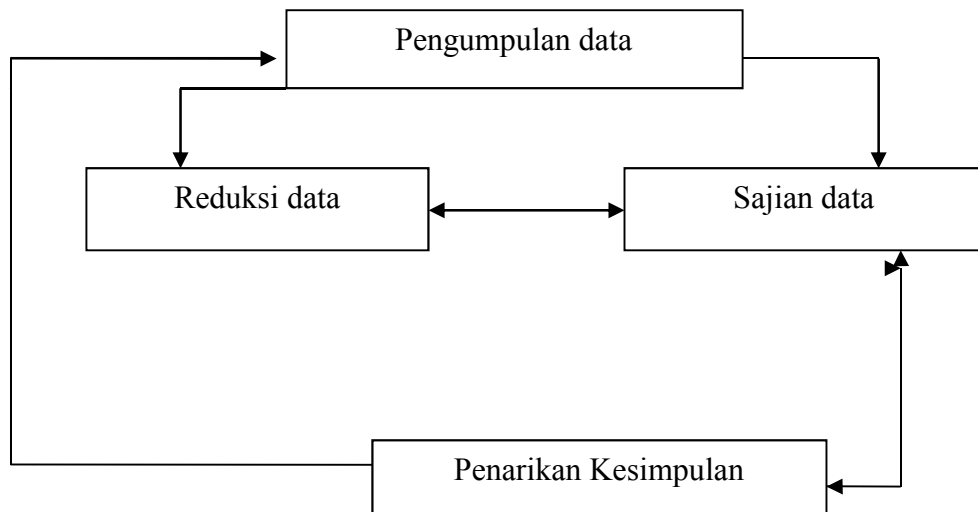 Pengumpulan data
Reduksi data
Sajian data
Penarikan Kesimpulan